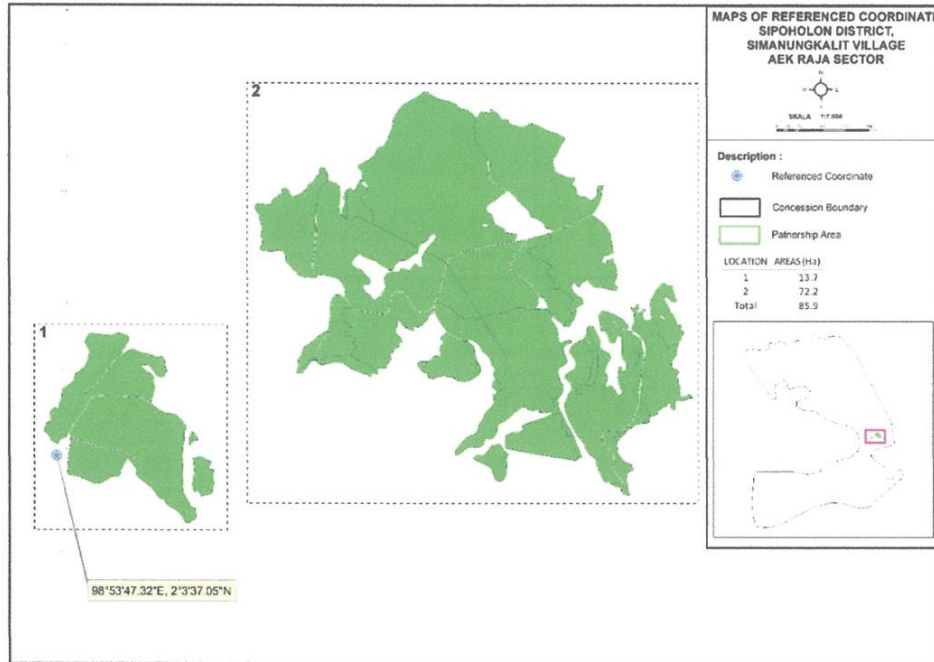 MAPS OF REFERENCED COORDINATE
SIPOHOLON DISTRICT,
SIMANUNGKALIT VILLAGE
AEK RAJA SECTOR
N
SKALA
Description :
Referenced Coordinate
Concession Boundary
Patnership Area
LOCATION AREAS (Ha)
1 13.7
2 72.2
Total 85.9
2
1
98°53'47.32"E, 2°3'37.05"N